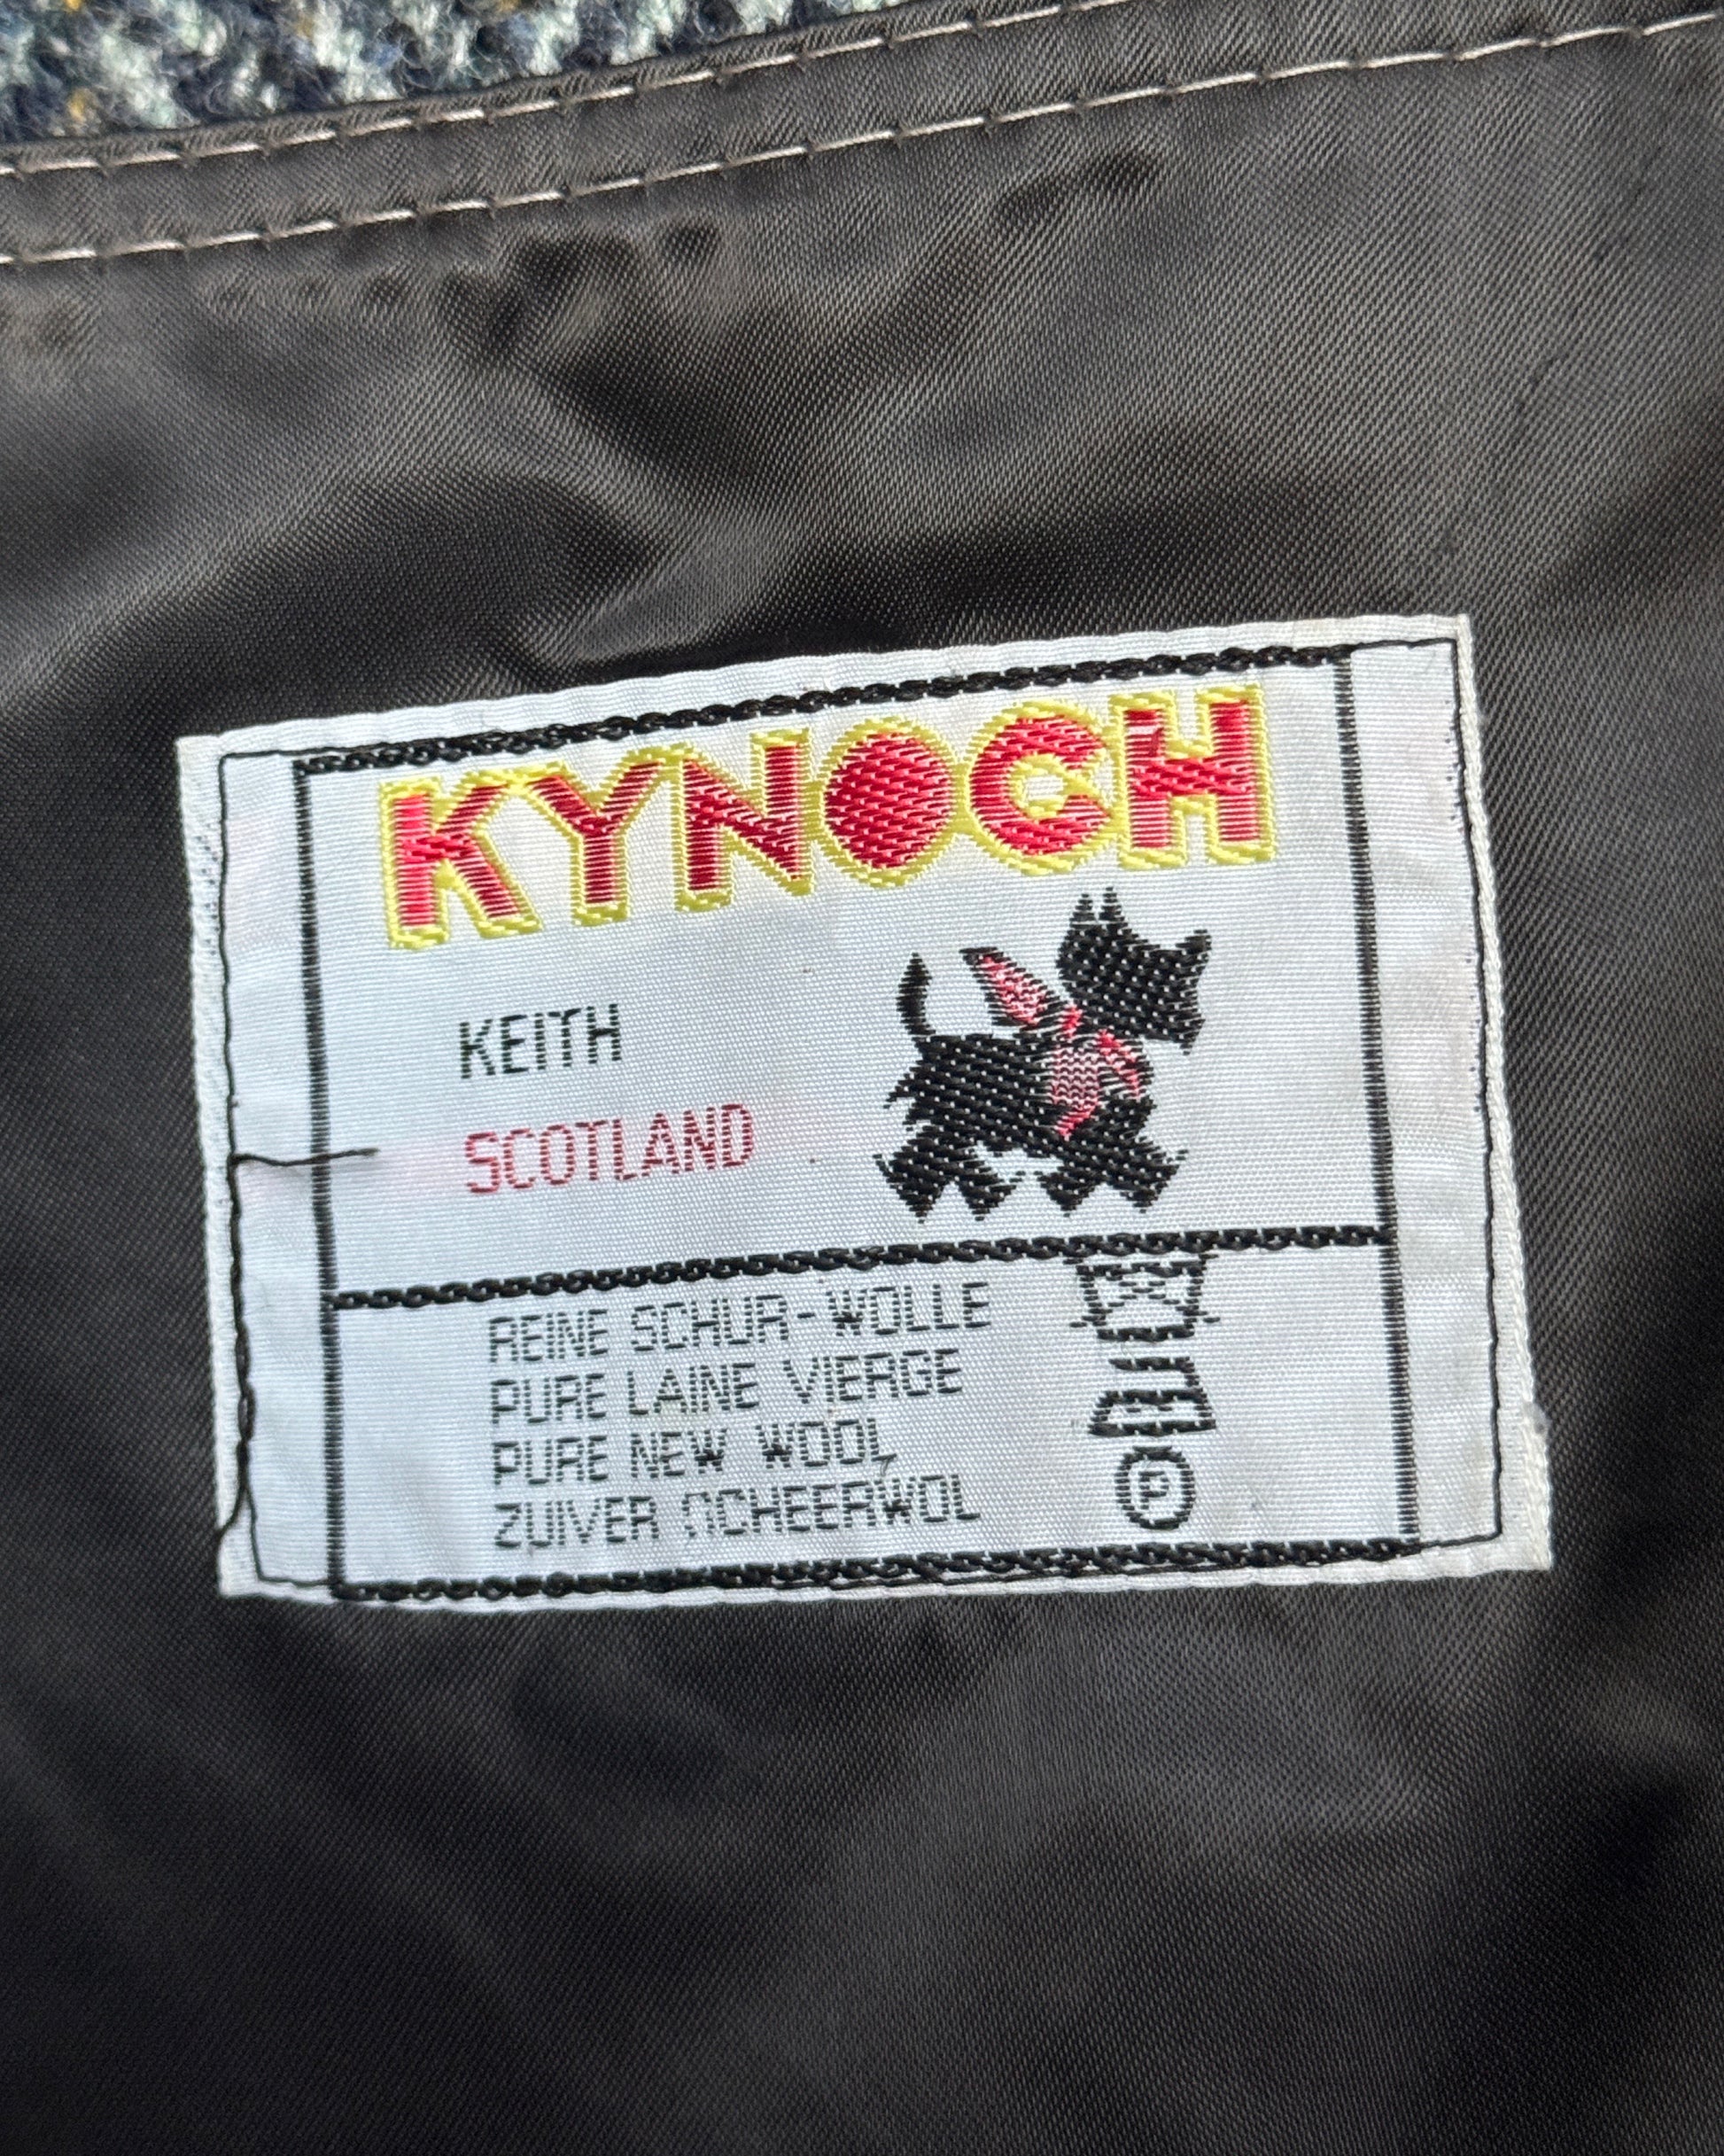 KYNOCH
KEITH
SCOTLAND
REINE SCHUR-WOLLE
PURE LAINE VIERGE
PURE NEW WOOL
ZUIVER SCHEERWOL
P